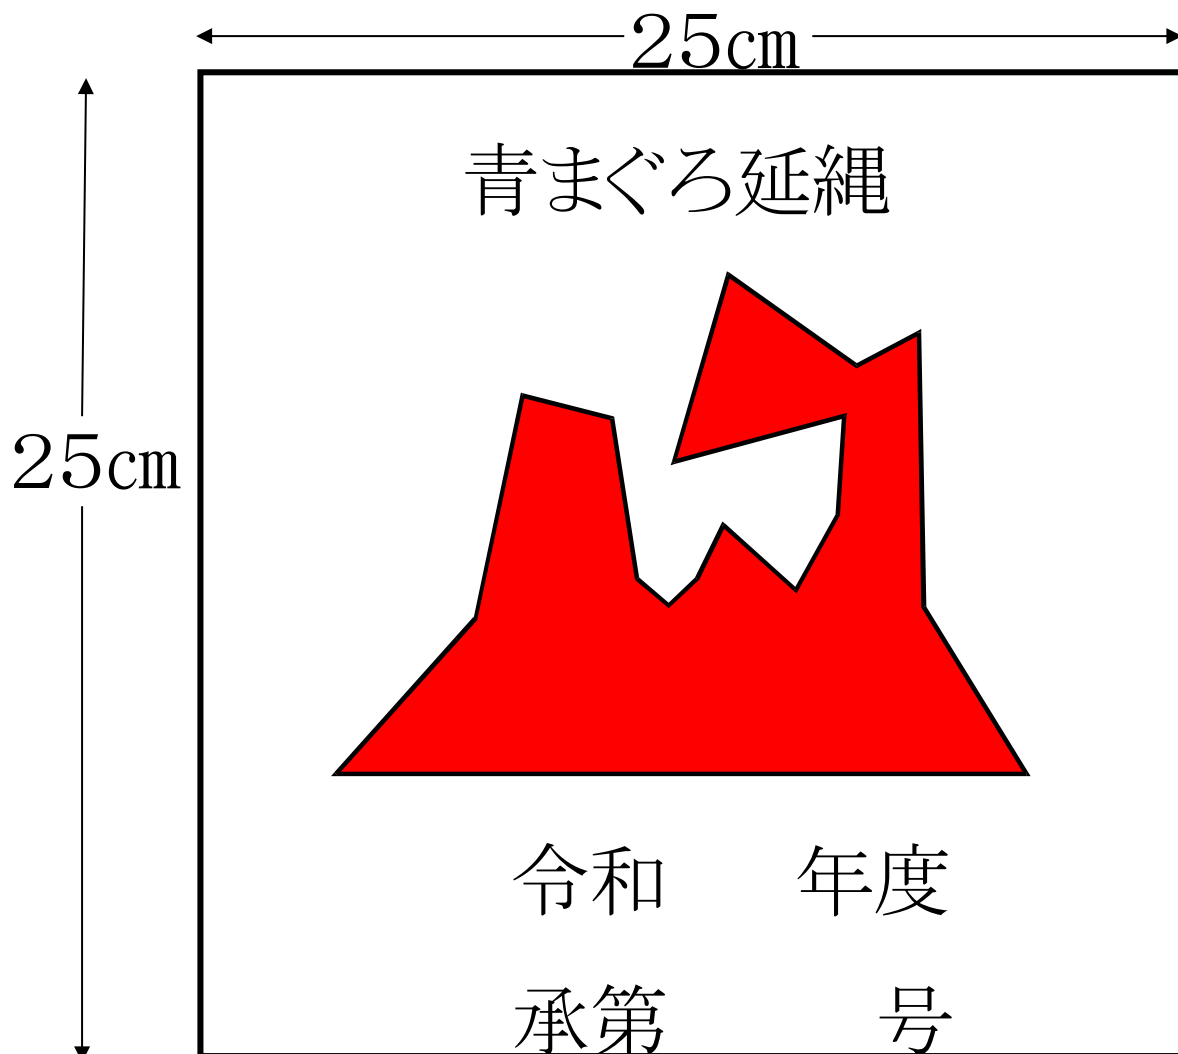 25cm
青まぐろ延縄
25cm
令和　　年度
承第　　　号